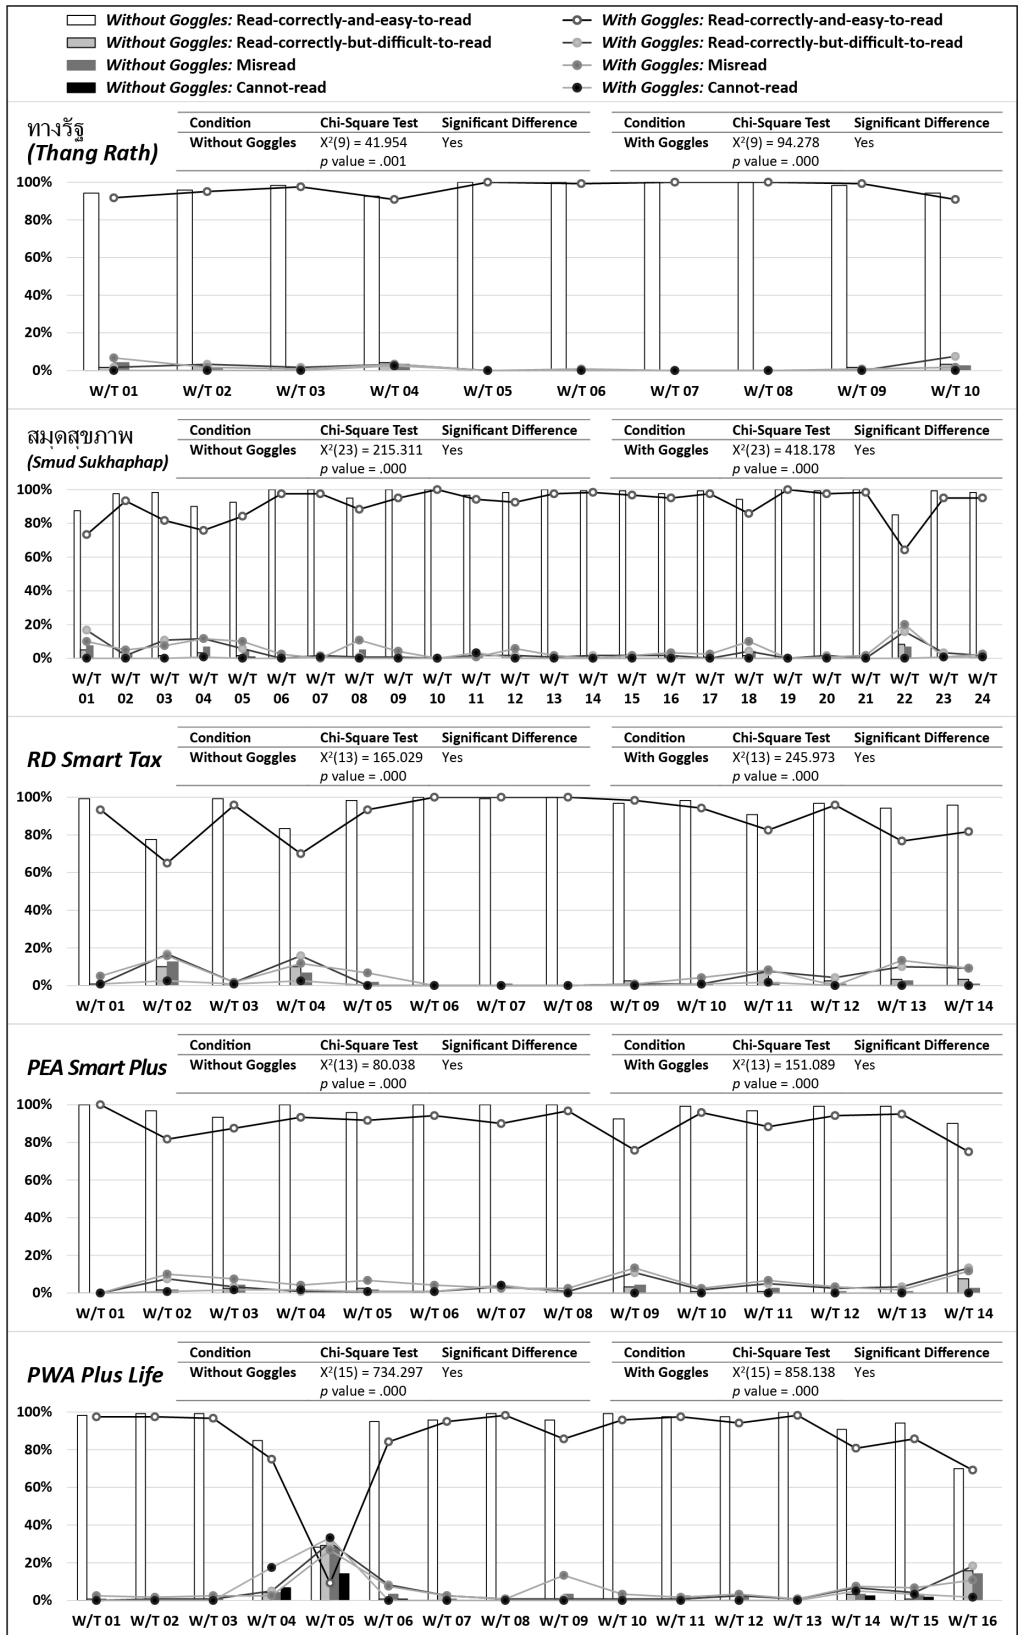 Without Goggles: Read-correctly-and-easy-to-read
With Goggles: Read-correctly-and-easy-to-read
Without Goggles: Read-correctly-but-difficult-to-read
With Goggles: Read-correctly-but-difficult-to-read
Without Goggles: Misread
With Goggles: Misread
Without Goggles: Cannot-read
With Goggles: Cannot-read
ทางรัฐ
(Thang Rath)
Condition Chi-Square Test Significant Difference
Without Goggles X²(9) = 41.954 Yes
p value = .001
Condition Chi-Square Test Significant Difference
With Goggles X²(9) = 94.278 Yes
p value = .000
100%
80%
60%
40%
20%
0%
W/T 01 W/T 02 W/T 03 W/T 04 W/T 05 W/T 06 W/T 07 W/T 08 W/T 09 W/T 10
สมุดสุขภาพ
(Smud Sukhaphap)
Condition Chi-Square Test Significant Difference
Without Goggles X²(23) = 215.311 Yes
p value = .000
Condition Chi-Square Test Significant Difference
With Goggles X²(23) = 418.178 Yes
p value = .000
100%
80%
60%
40%
20%
0%
W/T W/T W/T W/T W/T W/T W/T W/T W/T W/T W/T W/T W/T W/T W/T W/T W/T W/T W/T W/T W/T W/T W/T W/T
01 02 03 04 05 06 07 08 09 10 11 12 13 14 15 16 17 18 19 20 21 22 23 24
RD Smart Tax
Condition Chi-Square Test Significant Difference
Without Goggles X²(13) = 165.029 Yes
p value = .000
Condition Chi-Square Test Significant Difference
With Goggles X²(13) = 245.973 Yes
p value = .000
100%
80%
60%
40%
20%
0%
W/T 01 W/T 02 W/T 03 W/T 04 W/T 05 W/T 06 W/T 07 W/T 08 W/T 09 W/T 10 W/T 11 W/T 12 W/T 13 W/T 14
PEA Smart Plus
Condition Chi-Square Test Significant Difference
Without Goggles X²(13) = 80.038 Yes
p value = .000
Condition Chi-Square Test Significant Difference
With Goggles X²(13) = 151.089 Yes
p value = .000
100%
80%
60%
40%
20%
0%
W/T 01 W/T 02 W/T 03 W/T 04 W/T 05 W/T 06 W/T 07 W/T 08 W/T 09 W/T 10 W/T 11 W/T 12 W/T 13 W/T 14
PWA Plus Life
Condition Chi-Square Test Significant Difference
Without Goggles X²(15) = 734.297 Yes
p value = .000
Condition Chi-Square Test Significant Difference
With Goggles X²(15) = 858.138 Yes
p value = .000
100%
80%
60%
40%
20%
0%
W/T 01 W/T 02 W/T 03 W/T 04 W/T 05 W/T 06 W/T 07 W/T 08 W/T 09 W/T 10 W/T 11 W/T 12 W/T 13 W/T 14 W/T 15 W/T 16